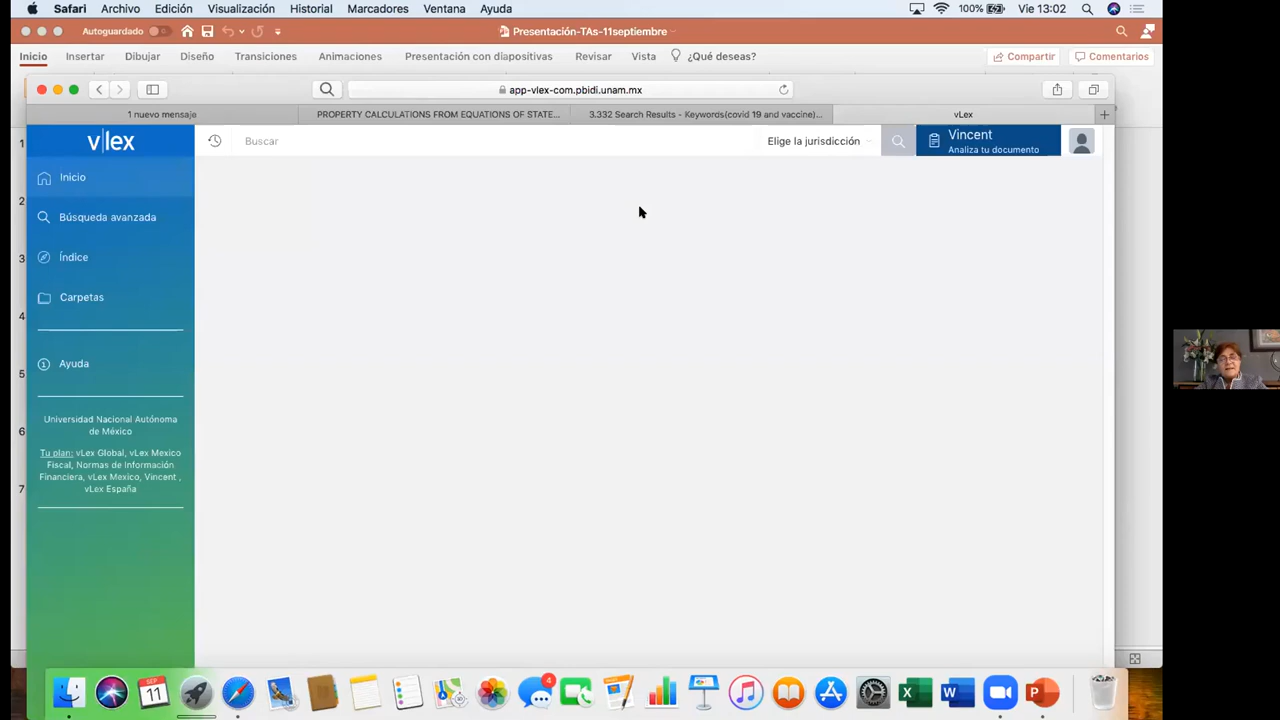 Safari Archivo Edición Visualización Historial Marcadores Ventana Ayuda 100% Vie 13:02
Autoguardado Presentación-TAs-11septiembre
Inicio Insertar Dibujar Diseño Transiciones Animaciones Presentación con diapositivas Revisar Vista ¿Qué deseas? Compartir Comentarios
app-vlex-com.pbidi.unam.mx
1 nuevo mensaje PROPERTY CALCULATIONS FROM EQUATIONS OF STATE... 3.332 Search Results - Keywords(covid 19 and vaccine)... vLex
vlex Buscar Elige la jurisdicción Vincent
Analiza tu documento
Inicio
Búsqueda avanzada
Índice
Carpetas
Ayuda
Universidad Nacional Autónoma
de México
Tu plan: vLex Global, vLex Mexico
Fiscal, Normas de Información
Financiera, vLex Mexico, Vincent ,
vLex España
1
2
3
4
5
6
7
SEP
11
4